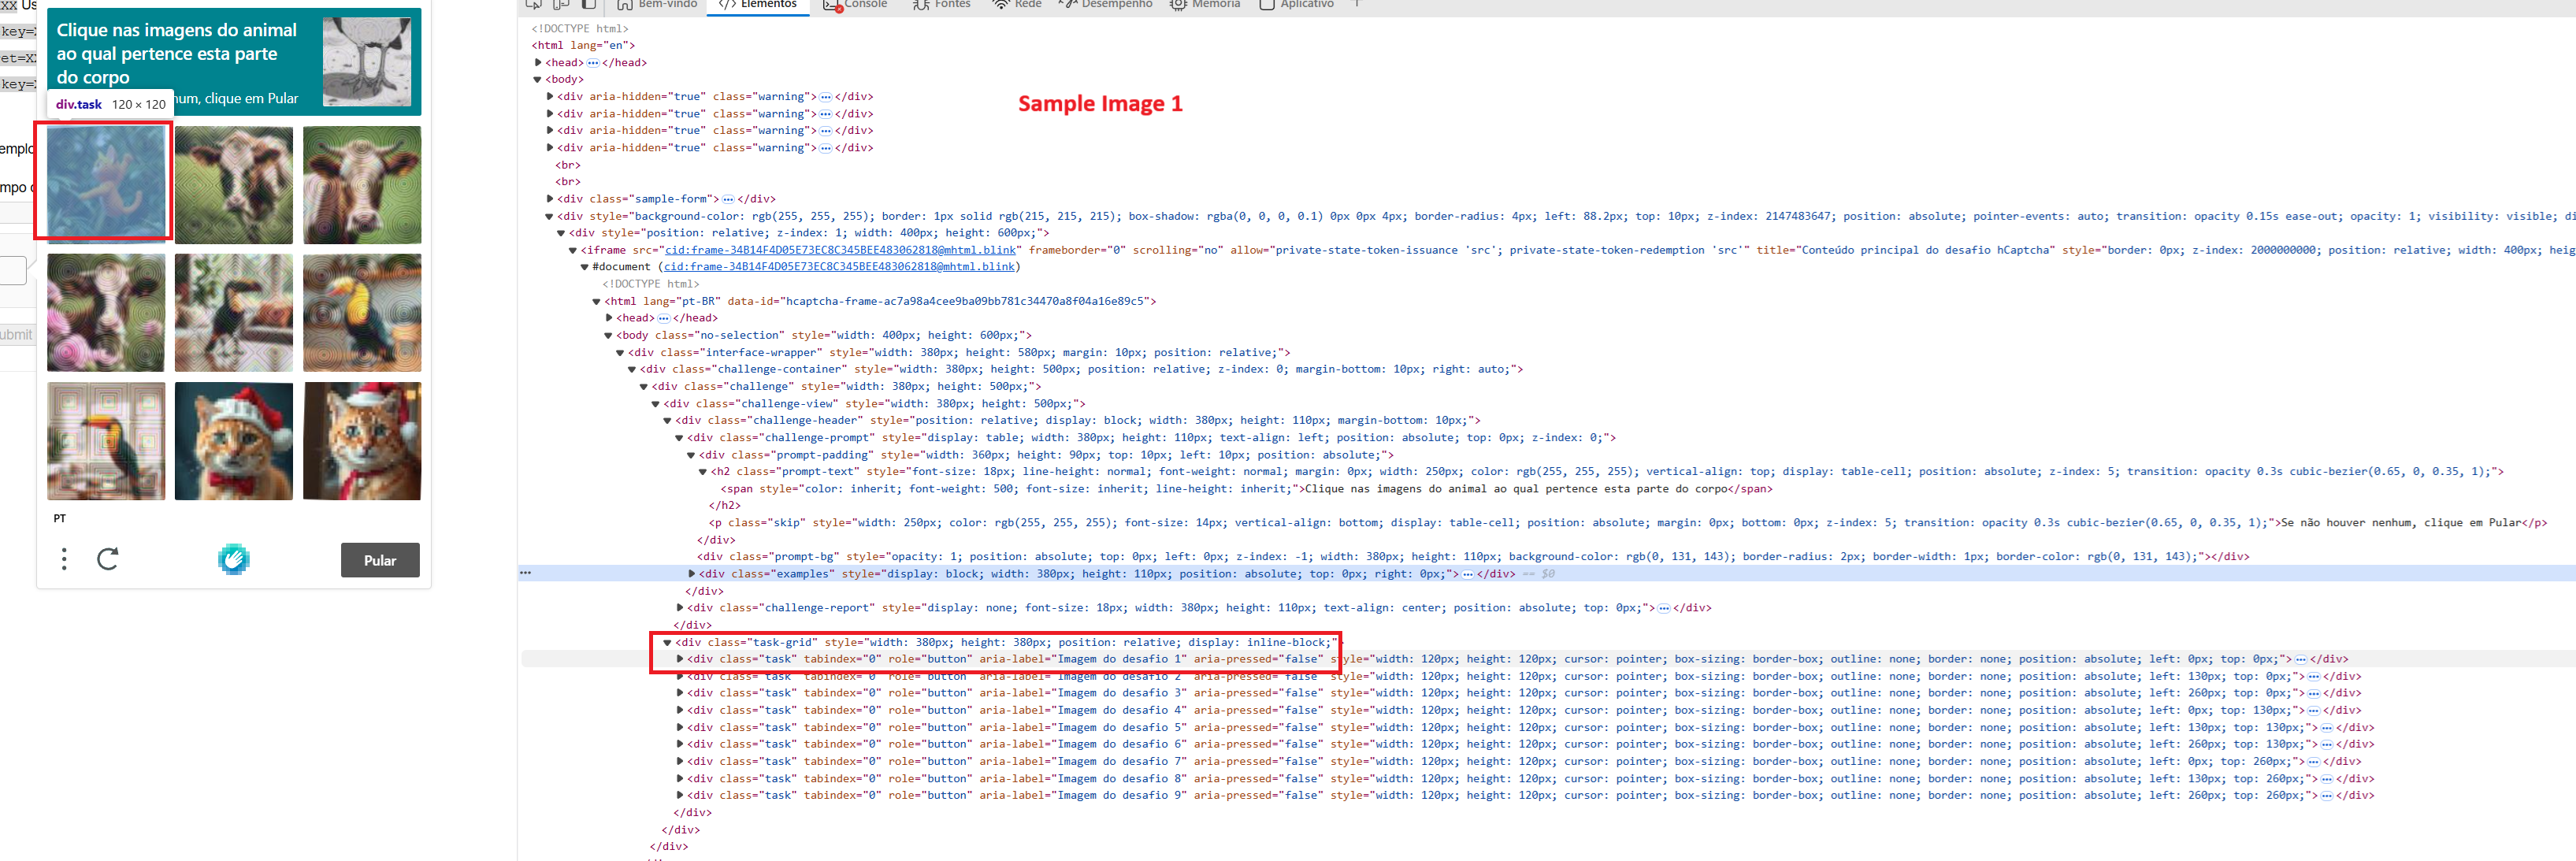 XX Us
key=
et=XX
key=
emplo
mpo
ubmit
Clique nas imagens do animal
ao qual pertence esta parte
do corpo
num, clique em Pular
div.task 120 × 120
PT
Pular
Bem-vindo </> Elementos Console Fontes Rede Desempenho Memória Aplicativo +
Sample Image 1
<!DOCTYPE html>
<html lang="en">
<head> ••• </head>
<body>
<div aria-hidden="true" class="warning"> ••• </div>
<div aria-hidden="true" class="warning"> ••• </div>
<div aria-hidden="true" class="warning"> ••• </div>
<div aria-hidden="true" class="warning"> ••• </div>
<br>
<br>
<div class="sample-form"> ••• </div>
<div style="background-color: rgb(255, 255, 255); border: 1px solid rgb(215, 215, 215); box-shadow: rgba(0, 0, 0, 0.1) 0px 0px 4px; border-radius: 4px; left: 88.2px; top: 10px; z-index: 2147483647; position: absolute; pointer-events: auto; transition: opacity 0.15s ease-out; opacity: 1; visibility: visible; di
<div style="position: relative; z-index: 1; width: 400px; height: 600px;">
<iframe src="cid:frame-34B14F4D05E73EC8C345BEE483062818@mhtml.blink" frameborder="0" scrolling="no" allow="private-state-token-issuance 'src'; private-state-token-redemption 'src'" title="Conteúdo principal do desafio hCaptcha" style="border: 0px; z-index: 2000000000; position: relative; width: 400px; heig
#document (cid:frame-34B14F4D05E73EC8C345BEE483062818@mhtml.blink)
<!DOCTYPE html>
<html lang="pt-BR" data-id="hcaptcha-frame-ac7a98a4cee9ba09bb781c34470a8f04a16e89c5">
<head> ••• </head>
<body class="no-selection" style="width: 400px; height: 600px;">
<div class="interface-wrapper" style="width: 380px; height: 580px; margin: 10px; position: relative;">
<div class="challenge-container" style="width: 380px; height: 500px; position: relative; z-index: 0; margin-bottom: 10px; right: auto;">
<div class="challenge" style="width: 380px; height: 500px;">
<div class="challenge-view" style="width: 380px; height: 500px;">
<div class="challenge-header" style="position: relative; display: block; width: 380px; height: 110px; margin-bottom: 10px;">
<div class="challenge-prompt" style="display: table; width: 380px; height: 110px; text-align: left; position: absolute; top: 0px; z-index: 0;">
<div class="prompt-padding" style="width: 360px; height: 90px; top: 10px; left: 10px; position: absolute;">
<h2 class="prompt-text" style="font-size: 18px; line-height: normal; font-weight: normal; margin: 0px; width: 250px; color: rgb(255, 255, 255); vertical-align: top; display: table-cell; position: absolute; z-index: 5; transition: opacity 0.3s cubic-bezier(0.65, 0, 0.35, 1);">
<span style="color: inherit; font-weight: 500; font-size: inherit; line-height: inherit;">Clique nas imagens do animal ao qual pertence esta parte do corpo</span>
</h2>
<p class="skip" style="width: 250px; color: rgb(255, 255, 255); font-size: 14px; vertical-align: bottom; display: table-cell; position: absolute; margin: 0px; bottom: 0px; z-index: 5; transition: opacity 0.3s cubic-bezier(0.65, 0, 0.35, 1);">Se não houver nenhum, clique em Pular</p>
</div>
<div class="prompt-bg" style="opacity: 1; position: absolute; top: 0px; left: 0px; z-index: -1; width: 380px; height: 110px; background-color: rgb(0, 131, 143); border-radius: 2px; border-width: 1px; border-color: rgb(0, 131, 143);"></div>
<div class="examples" style="display: block; width: 380px; height: 110px; position: absolute; top: 0px; right: 0px;"> ••• </div> == $0
</div>
<div class="challenge-report" style="display: none; font-size: 18px; width: 380px; height: 110px; text-align: center; position: absolute; top: 0px;"> ••• </div>
</div>
<div class="task-grid" style="width: 380px; height: 380px; position: relative; display: inline-block;"
<div class="task" tabindex="0" role="button" aria-label="Imagem do desafio 1" aria-pressed="false" style="width: 120px; height: 120px; cursor: pointer; box-sizing: border-box; outline: none; border: none; position: absolute; left: 0px; top: 0px;"> ••• </div>
<div class="task" tabindex="0" role="button" aria-label="Imagem do desafio 2" aria-pressed="false" style="width: 120px; height: 120px; cursor: pointer; box-sizing: border-box; outline: none; border: none; position: absolute; left: 130px; top: 0px;"> ••• </div>
<div class="task" tabindex="0" role="button" aria-label="Imagem do desafio 3" aria-pressed="false" style="width: 120px; height: 120px; cursor: pointer; box-sizing: border-box; outline: none; border: none; position: absolute; left: 260px; top: 0px;"> ••• </div>
<div class="task" tabindex="0" role="button" aria-label="Imagem do desafio 4" aria-pressed="false" style="width: 120px; height: 120px; cursor: pointer; box-sizing: border-box; outline: none; border: none; position: absolute; left: 0px; top: 130px;"> ••• </div>
<div class="task" tabindex="0" role="button" aria-label="Imagem do desafio 5" aria-pressed="false" style="width: 120px; height: 120px; cursor: pointer; box-sizing: border-box; outline: none; border: none; position: absolute; left: 130px; top: 130px;"> ••• </div>
<div class="task" tabindex="0" role="button" aria-label="Imagem do desafio 6" aria-pressed="false" style="width: 120px; height: 120px; cursor: pointer; box-sizing: border-box; outline: none; border: none; position: absolute; left: 260px; top: 130px;"> ••• </div>
<div class="task" tabindex="0" role="button" aria-label="Imagem do desafio 7" aria-pressed="false" style="width: 120px; height: 120px; cursor: pointer; box-sizing: border-box; outline: none; border: none; position: absolute; left: 0px; top: 260px;"> ••• </div>
<div class="task" tabindex="0" role="button" aria-label="Imagem do desafio 8" aria-pressed="false" style="width: 120px; height: 120px; cursor: pointer; box-sizing: border-box; outline: none; border: none; position: absolute; left: 130px; top: 260px;"> ••• </div>
<div class="task" tabindex="0" role="button" aria-label="Imagem do desafio 9" aria-pressed="false" style="width: 120px; height: 120px; cursor: pointer; box-sizing: border-box; outline: none; border: none; position: absolute; left: 260px; top: 260px;"> ••• </div>
</div>
</div>
</div>